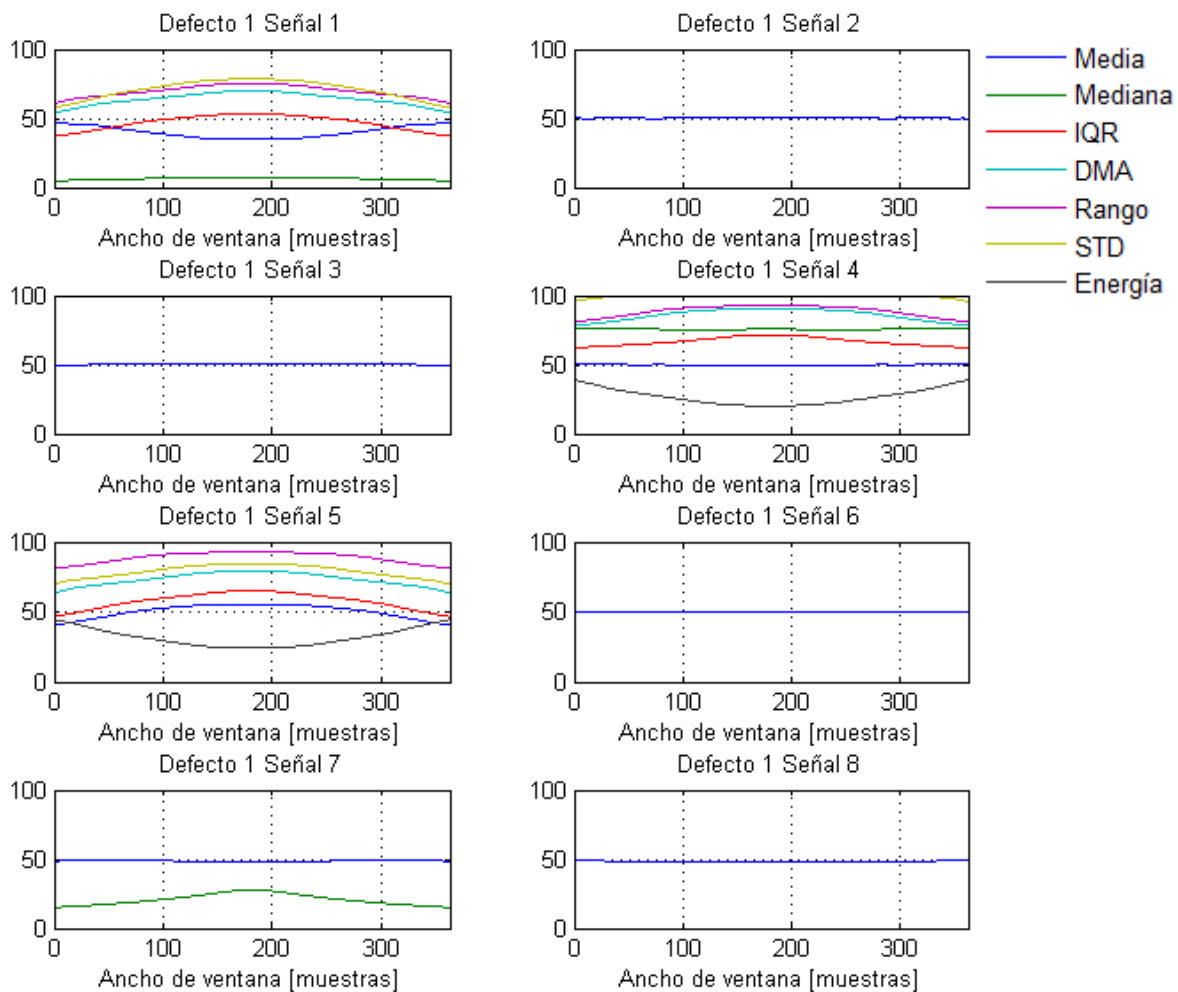 Defecto 1 Señal 1
100
50
0
0 100 200 300
Ancho de ventana [muestras]
Defecto 1 Señal 2
100
50
0
0 100 200 300
Ancho de ventana [muestras]
Media
Mediana
IQR
DMA
Rango
STD
Energía
Defecto 1 Señal 3
100
50
0
0 100 200 300
Ancho de ventana [muestras]
Defecto 1 Señal 4
100
50
0
0 100 200 300
Ancho de ventana [muestras]
Defecto 1 Señal 5
100
50
0
0 100 200 300
Ancho de ventana [muestras]
Defecto 1 Señal 6
100
50
0
0 100 200 300
Ancho de ventana [muestras]
Defecto 1 Señal 7
100
50
0
0 100 200 300
Ancho de ventana [muestras]
Defecto 1 Señal 8
100
50
0
0 100 200 300
Ancho de ventana [muestras]